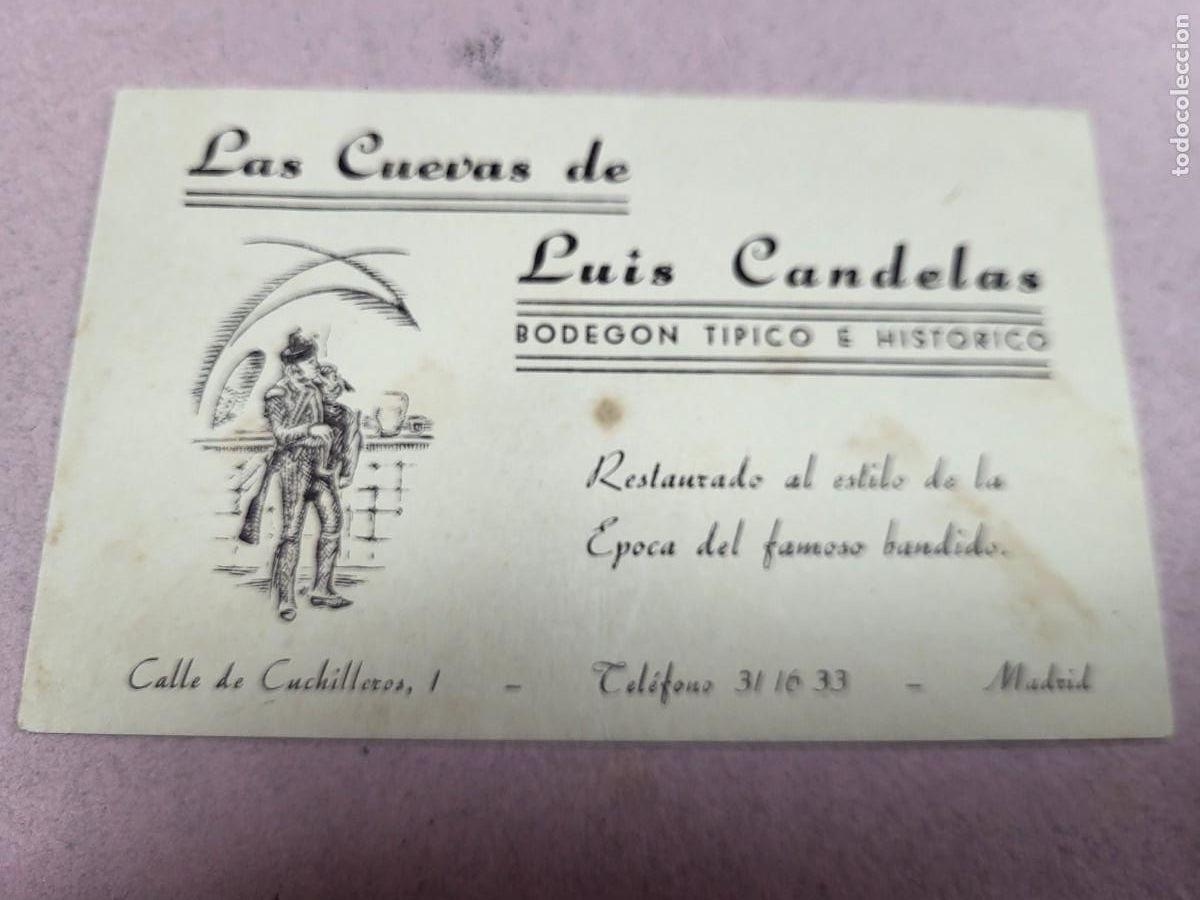 Las Cuevas de
Luis Candelas
BODEGON TIPICO E HISTORICO
Restaurado al estilo de la
Epoca del famoso bandido.
Calle de Cuchilleros, 1 - Teléfono 31 16 33 - Madrid
todocoleccion